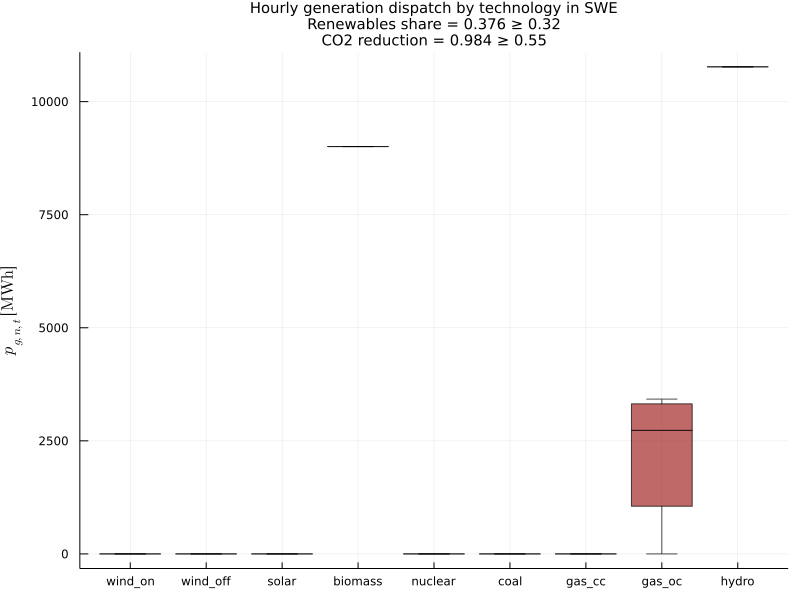 Hourly generation dispatch by technology in SWE
Renewables share = 0.376 ≥ 0.32
CO2 reduction = 0.984 ≥ 0.55
10000
7500
5000
2500
0
p g,n,t [MWh]
wind_on wind_off solar biomass nuclear coal gas_cc gas_oc hydro